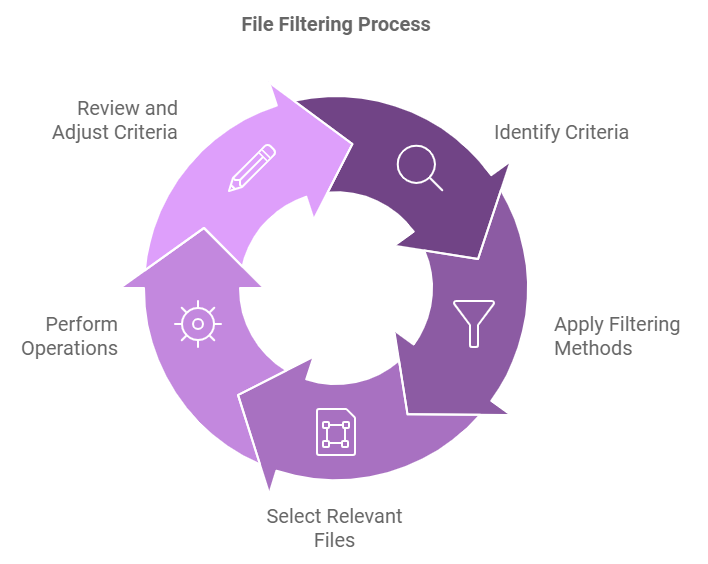 File Filtering Process
Review and
Adjust Criteria
Identify Criteria
Apply Filtering
Methods
Perform
Operations
Select Relevant
Files